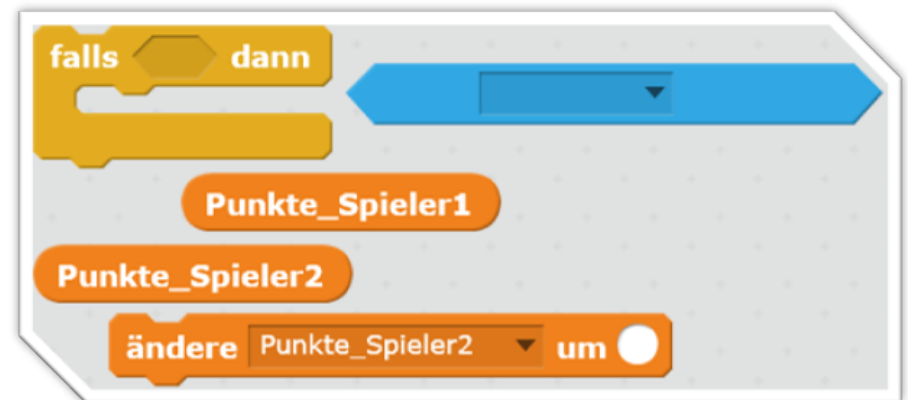 falls dann
Punkte_Spieler1
Punkte_Spieler2
ändere Punkte_Spieler2 um